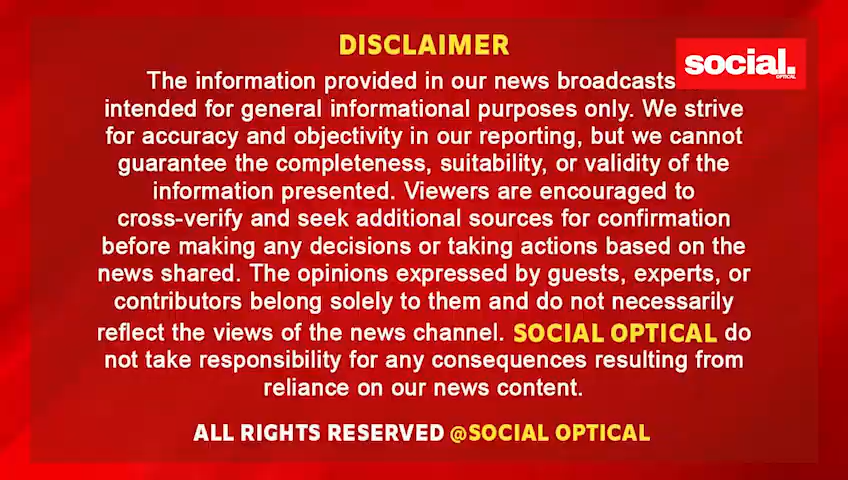 DISCLAIMER
social.
OPTICAL
The information provided in our news broadcasts
intended for general informational purposes only. We strive
for accuracy and objectivity in our reporting, but we cannot
guarantee the completeness, suitability, or validity of the
information presented. Viewers are encouraged to
cross-verify and seek additional sources for confirmation
before making any decisions or taking actions based on the
news shared. The opinions expressed by guests, experts, or
contributors belong solely to them and do not necessarily
reflect the views of the news channel. SOCIAL OPTICAL do
not take responsibility for any consequences resulting from
reliance on our news content.
ALL RIGHTS RESERVED @SOCIAL OPTICAL